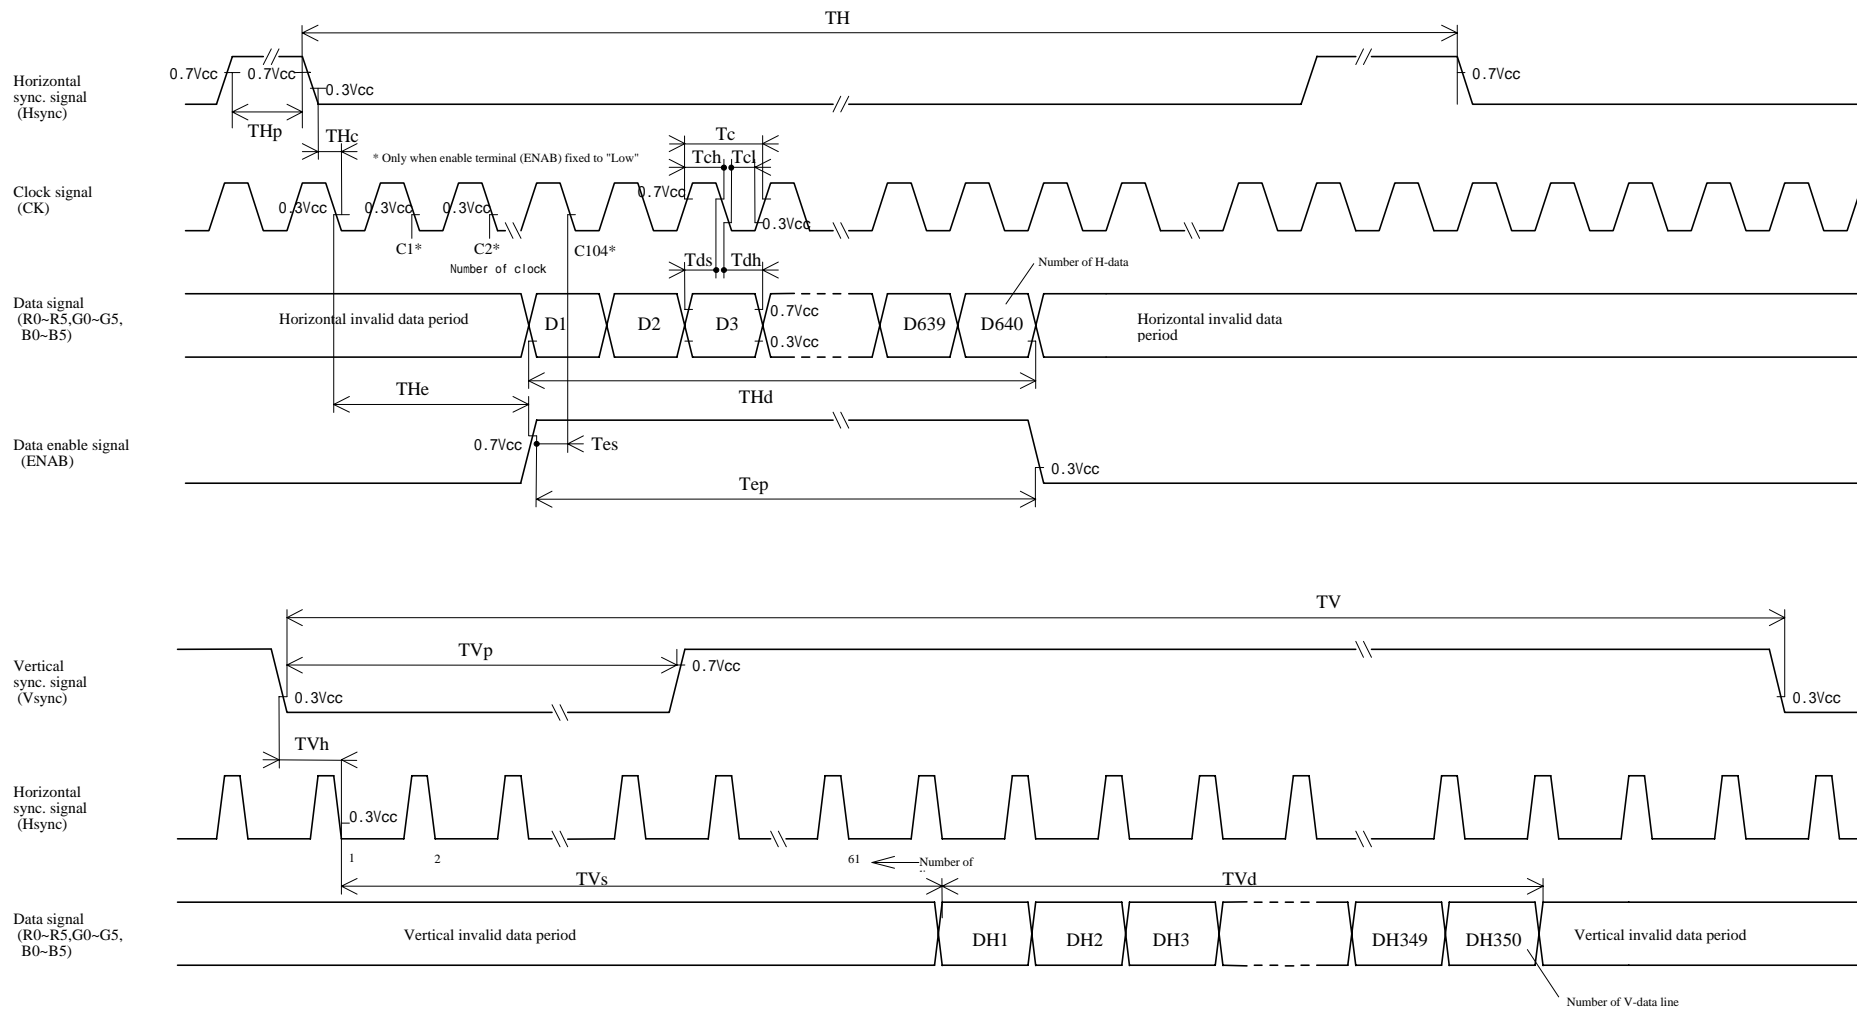 TH
0.7Vcc
0.7Vcc
0.3Vcc
0.7Vcc
Horizontal
sync. signal
(Hsync)
THp
THc
* Only when enable terminal (ENAB) fixed to "Low"
Tc
Tch
Tcl
Clock signal
(CK)
0.3Vcc
0.3Vcc
0.3Vcc
0.7Vcc
0.3Vcc
C1*
C2*
C104*
Number of clock
Tds
Tdh
Number of H-data
Data signal
(R0~R5,G0~G5,
B0~B5)
Horizontal invalid data period
D1
D2
D3
0.7Vcc
0.3Vcc
D639
D640
Horizontal invalid data
period
THe
THd
Data enable signal
(ENAB)
0.7Vcc
Tes
0.3Vcc
Tep
TV
TVp
Vertical
sync. signal
(Vsync)
0.3Vcc
0.7Vcc
0.3Vcc
TVh
Horizontal
sync. signal
(Hsync)
0.3Vcc
1
2
61
Number of
TVs
TVd
Data signal
(R0~R5,G0~G5,
B0~B5)
Vertical invalid data period
DH1
DH2
DH3
DH349
DH350
Vertical invalid data period
Number of V-data line